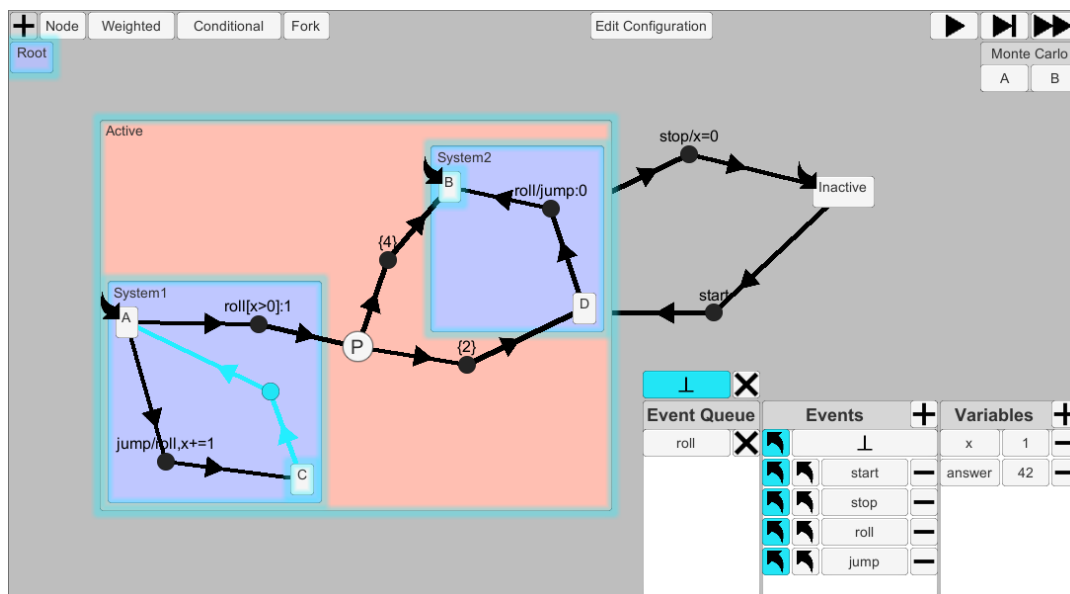 Node Weighted Conditional Fork Edit Configuration
Root
Monte Carlo
A B
Active
stop/x=0
System2
B
roll/jump:0
Inactive
{4}
System1
A
roll[x>0]:1
start
D
P
{2}
jump/roll,x+=1
C
⊥
Event Queue Events Variables
roll ⊥ x 1
start answer 42
stop
roll
jump